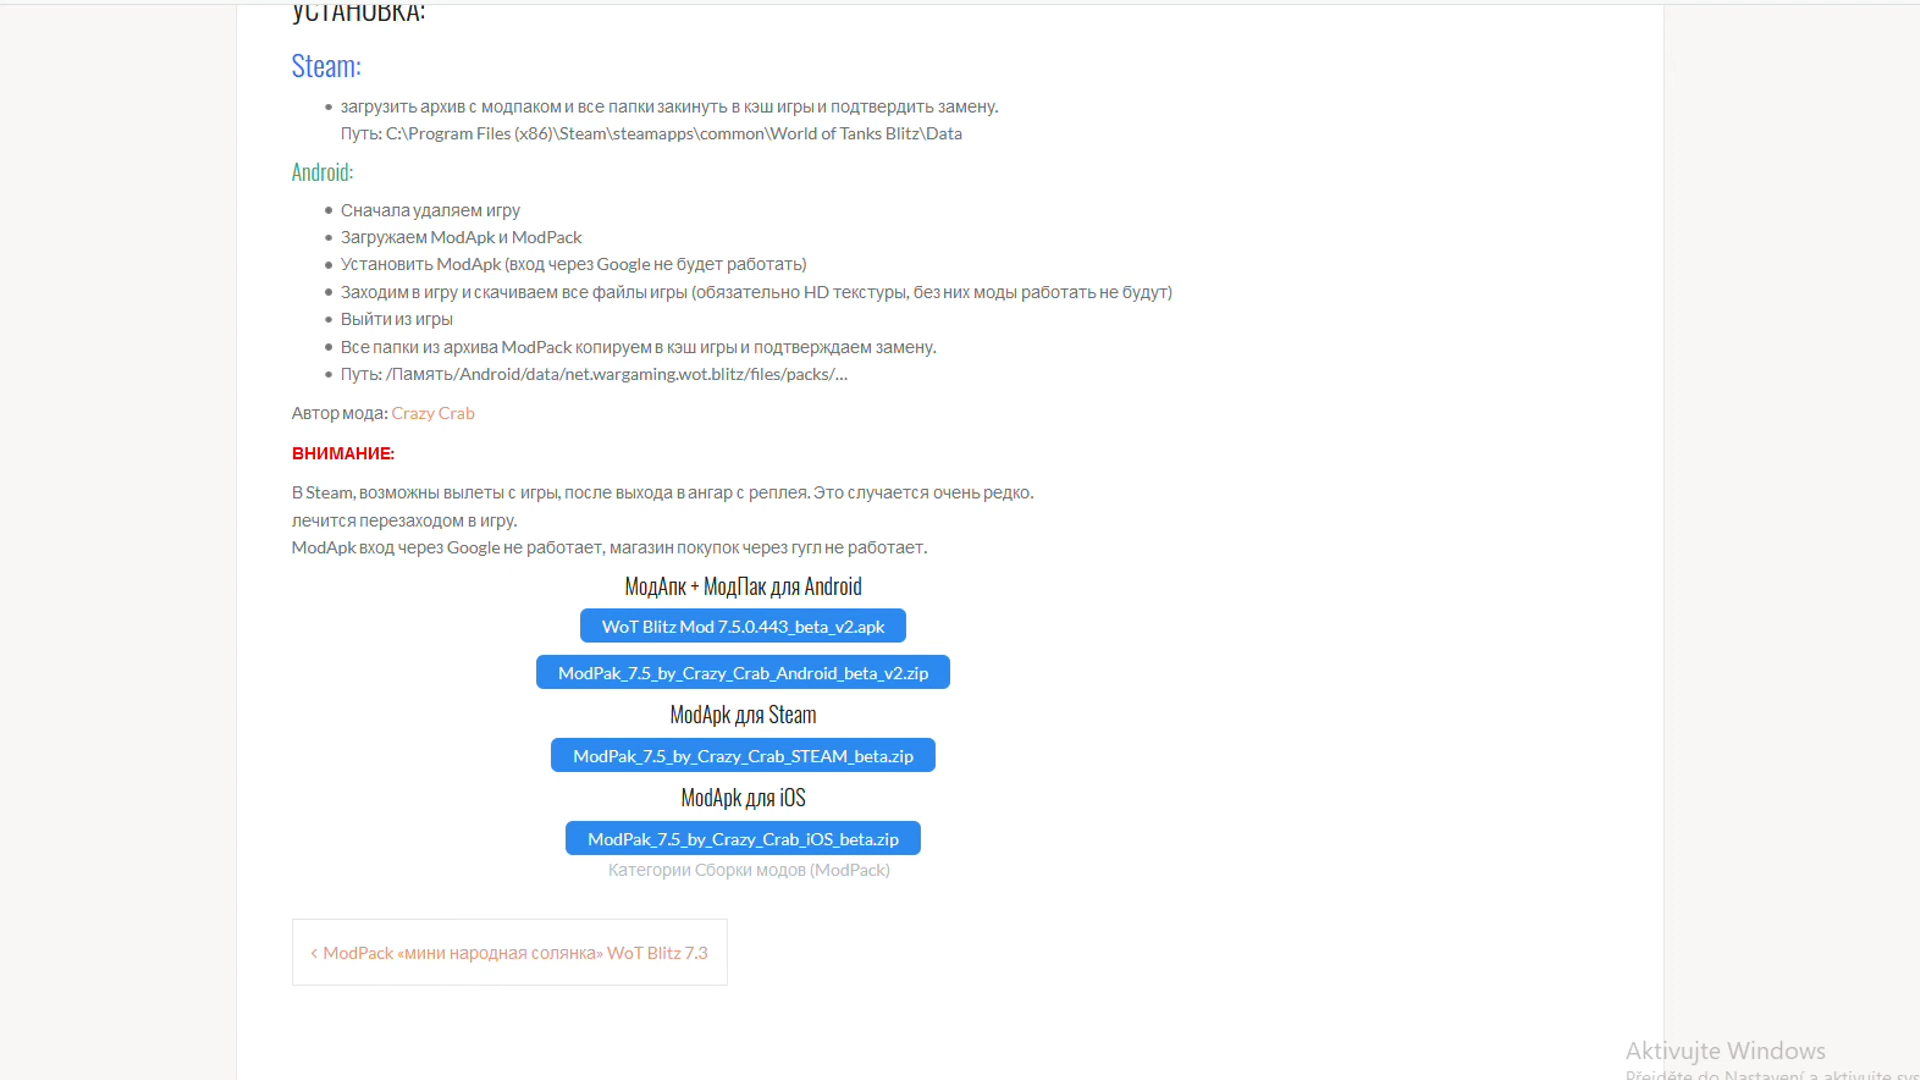 УСТАНОВКА:
Steam:
загрузить архив с модпаком и все папки закинуть в кэш игры и подтвердить замену.
Путь: C:\Program Files (x86)\Steam\steamapps\common\World of Tanks Blitz\Data
Android:
Сначала удаляем игру
Загружаем ModApk и ModPack
Установить ModApk (вход через Google не будет работать)
Заходим в игру и скачиваем все файлы игры (обязательно HD текстуры, без них моды работать не будут)
Выйти из игры
Все папки из архива ModPack копируем в кэш игры и подтверждаем замену.
Путь: /Память/Android/data/net.wargaming.wot.blitz/files/packs/...
Автор мода: Crazy Crab
ВНИМАНИЕ:
В Steam, возможны вылеты с игры, после выхода в ангар с реплея. Это случается очень редко.
лечится перезаходом в игру.
ModApk вход через Google не работает, магазин покупок через гугл не работает.
МодАпк + МодПак для Android
WoT Blitz Mod 7.5.0.443_beta_v2.apk
ModPak_7.5_by_Crazy_Crab_Android_beta_v2.zip
ModApk для Steam
ModPak_7.5_by_Crazy_Crab_STEAM_beta.zip
ModApk для iOS
ModPak_7.5_by_Crazy_Crab_iOS_beta.zip
Категории Сборки модов (ModPack)
< ModPack «мини народная солянка» WoT Blitz 7.3
Aktivujte Windows
Přejděte do Nastavení a aktivujte sys